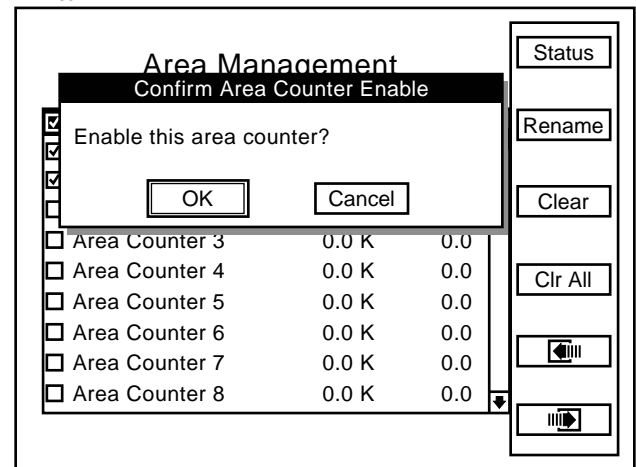 Area Management
Confirm Area Counter Enable
Enable this area counter?
OK Cancel
Area Counter 3 0.0 K 0.0
Area Counter 4 0.0 K 0.0
Area Counter 5 0.0 K 0.0
Area Counter 6 0.0 K 0.0
Area Counter 7 0.0 K 0.0
Area Counter 8 0.0 K 0.0
Status
Rename
Clear
Clr All